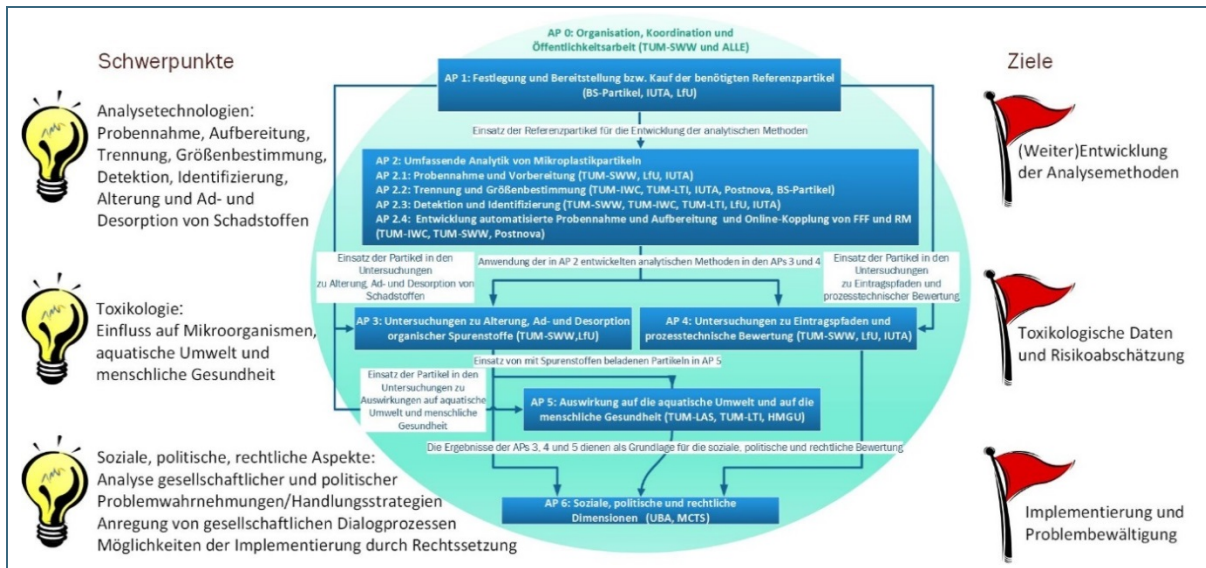 Schwerpunkte
Analysetechnologien:
Probennahme, Aufbereitung,
Trennung, Größenbestimmung,
Detektion, Identifizierung,
Alterung und Ad- und
Desorption von Schadstoffen
Toxikologie:
Einfluss auf Mikroorganismen,
aquatische Umwelt und
menschliche Gesundheit
Soziale, politische, rechtliche Aspekte:
Analyse gesellschaftlicher und politischer
Problemwahrnehmungen/Handlungsstrategien
Anregung von gesellschaftlichen Dialogprozessen
Möglichkeiten der Implementierung durch Rechtssetzung
AP 0: Organisation, Koordination und
Öffentlichkeitsarbeit (TUM-SWW und ALLE)
AP 1: Festlegung und Bereitstellung bzw. Kauf der benötigten Referenzpartikel
(BS-Partikel, IUTA, LfU)
Einsatz der Referenzpartikel für die Entwicklung der analytischen Methoden
AP 2: Umfassende Analytik von Mikroplastikpartikeln
AP 2.1: Probennahme und Vorbereitung (TUM-SWW, LfU, IUTA)
AP 2.2: Trennung und Größenbestimmung (TUM-IWC, TUM-LTI, IUTA, Postnova, BS-Partikel)
AP 2.3: Detektion und Identifizierung (TUM-SWW, TUM-IWC, TUM-LTI, LfU, IUTA)
AP 2.4: Entwicklung automatisierte Probennahme und Aufbereitung und Online-Kopplung von FFF und RM
(TUM-IWC, TUM-SWW, Postnova)
Einsatz der Partikel in den
Untersuchungen
zu Alterung, Ad- und Desorption von
Schadstoffen
Anwendung der in AP 2 entwickelten analytischen Methoden in den APs 3 und 4
Einsatz der Partikel in den
Untersuchungen
zu Eintragspfaden und
prozesstechnischer Bewertung
AP 3: Untersuchungen zu Alterung, Ad- und Desorption
organischer Spurenstoffe (TUM-SWW,LfU)
AP 4: Untersuchungen zu Eintragspfaden und
prozesstechnische Bewertung (TUM-SWW, LfU, IUTA)
Einsatz von mit Spurenstoffen beladenen Partikeln in AP 5
Einsatz der Partikel in den
Untersuchungen zu
Auswirkungen auf aquatische
Umwelt und menschliche
Gesundheit
AP 5: Auswirkung auf die aquatische Umwelt und auf die
menschliche Gesundheit (TUM-LAS, TUM-LTI, HMGU)
Die Ergebnisse der APs 3, 4 und 5 dienen als Grundlage für die soziale, politische und rechtliche Bewertung
AP 6: Soziale, politische und rechtliche
Dimensionen (UBA, MCTS)
Ziele
(Weiter)Entwicklung
der Analysemethoden
Toxikologische Daten
und Risikoabschätzung
Implementierung und
Problembewältigung